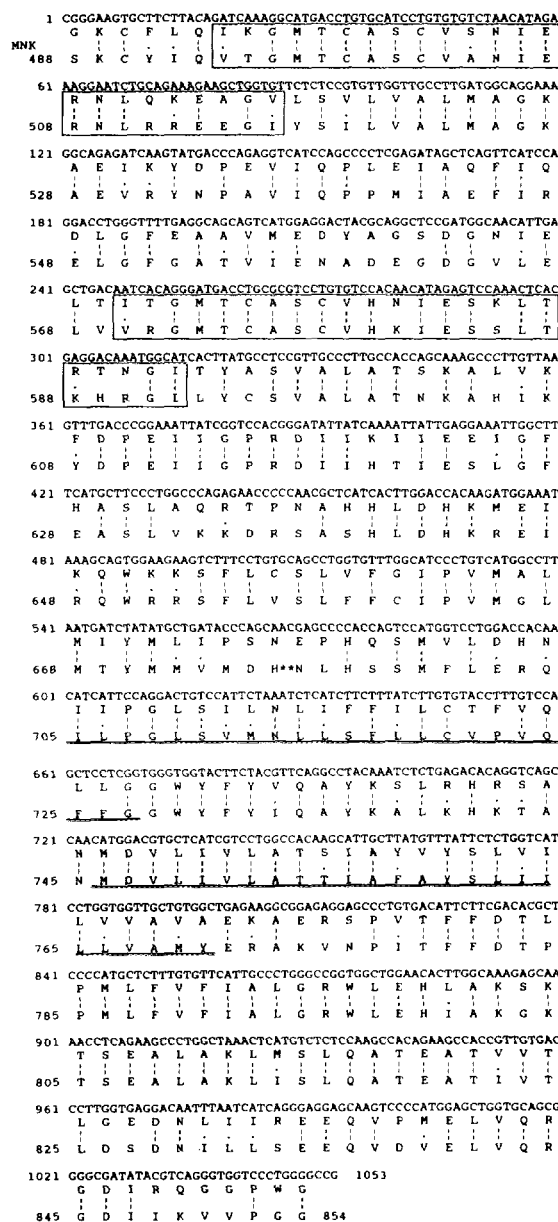 1 CGGGAAGTGCTTCTTACAGATCAAAGGCATGACCTGTGCATCCTGTGTGTCTAACATAGA
G K C F L Q I K G M T C A S C V S N I E
MNK
488 S K C Y I Q V T G M T C A S C V A N I E
61 AAGGAATCTGCAGAAAGAAGCTGGTGTTCTCTCCGTGTTGGTTGCCTTGATGGCAGGAAA
R N L Q K E A G V L S V L V A L M A G K
508 R N L R R E E G I Y S I L V A L M A G K
121 GGCAGAGATCAAGTATGACCCAGAGGTCATCCAGCCCCTCGAGATAGCTCAGTTCATCCA
A E I K Y D P E V I Q P L E I A Q F I Q
528 A E V R Y N P A V I Q P P M I A E F I R
181 GGACCTGGGTTTTGAGGCAGCAGTCATGGAGGACTACGCAGGCTCCGATGGCAACATTGA
D L G F E A A V M E D Y A G S D G N I E
548 E L G F G A T V I E N A D E G D G V L E
241 GCTGACAATCACAGGGATGACCTGCGCGTCCTGTGTCCACAACATAGAGTCCAAACTCAC
L T I T G M T C A S C V H N I E S K L T
568 L V V R G M T C A S C V H K I E S S L T
301 GAGGACAAATGGCATCACTTATGCCTCCGTTGCCCTTGCCACCAGCAAAGCCCTTGTTAA
R T N G I T Y A S V A L A T S K A L V K
588 K H R G I L Y C S V A L A T N K A H I K
361 GTTTGACCCGGAAATTATCGGTCCACGGGATATTATCAAAATTATTGAGGAAATTGGCTT
F D P E I I G P R D I I K I I E E I G F
608 Y D P E I I G P R D I I H T I E S L G F
421 TCATGCTTCCCTGGCCCAGAGAACCCCCAACGCTCATCACTTGGACCACAAGATGGAAAT
H A S L A Q R T P N A H H L D H K M E I
628 E A S L V K K D R S A S H L D H K R E I
481 AAAGCAGTGGAAGAAGTCTTTCCTGTGCAGCCTGGTGTTTGGCATCCCTGTCATGGCCTT
K Q W K K S F L C S L V F G I P V M A L
648 R Q W R R S F L V S L F F C I P V M G L
541 AATGATCTATATGCTGATACCCAGCAACGAGCCCCACCAGTCCATGGTCCTGGACCACAA
M I Y M L I P S N E P H Q S M V L D H N
668 M T Y M M V M D H**N L H S S M F L E R Q
601 CATCATTCCAGGACTGTCCATTCTAAATCTCATCTTCTTTATCTTGTGTACCTTTGTCCA
I I P G L S I L N L I F F I L C T F V Q
705 I L P G L S V M N L L S F L L C V P V Q
661 GCTCCTCGGTGGGTGGTACTTCTACGTTCAGGCCTACAAATCTCTGAGACACAGGTCAGC
L L G G W Y F Y V Q A Y K S L R H R S A
725 F F G G W Y F Y I Q A Y K A L K H K T A
721 CAACATGGACGTGCTCATCGTCCTGGCCACAAGCATTGCTTATGTTTATTCTCTGGTCAT
N M D V L I V L A T S I A Y V Y S L V I
745 N M D V L I V L A T T I A F A Y S L I I
781 CCTGGTGGTTGCTGTGGCTGAGAAGGCGGAGAGGAGCCCTGTGACATTCTTCGACACGCT
L V V A V A E K A E R S P V T F F D T L
765 L L V A M Y E R A K V N P I T F F D T P
841 CCCCATGCTCTTTGTGTTCATTGCCCTGGGCCGGTGGCTGGAACACTTGGCAAAGAGCAA
P M L F V F I A L G R W L E H L A K S K
785 P M L F V F I A L G R W L E H I A K G K
901 AACCTCAGAAGCCCTGGCTAAACTCATGTCTCTCCAAGCCACAGAAGCCACCGTTGTGAC
T S E A L A K L M S L Q A T E A T V V T
805 T S E A L A K L I S L Q A T E A T I V T
961 CCTTGGTGAGGACAATTTAATCATCAGGGAGGAGCAAGTCCCCATGGAGCTGGTGCAGCG
L G E D N L I I R E E Q V P M E L V Q R
825 L D S D N I L L S E E Q V D V E L V Q R
1021 GGGCGATATACGTCAGGGTGGTCCCTGGGGCCG 1053
G D I R Q G G P W G
845 G D I I K V V P G G 854